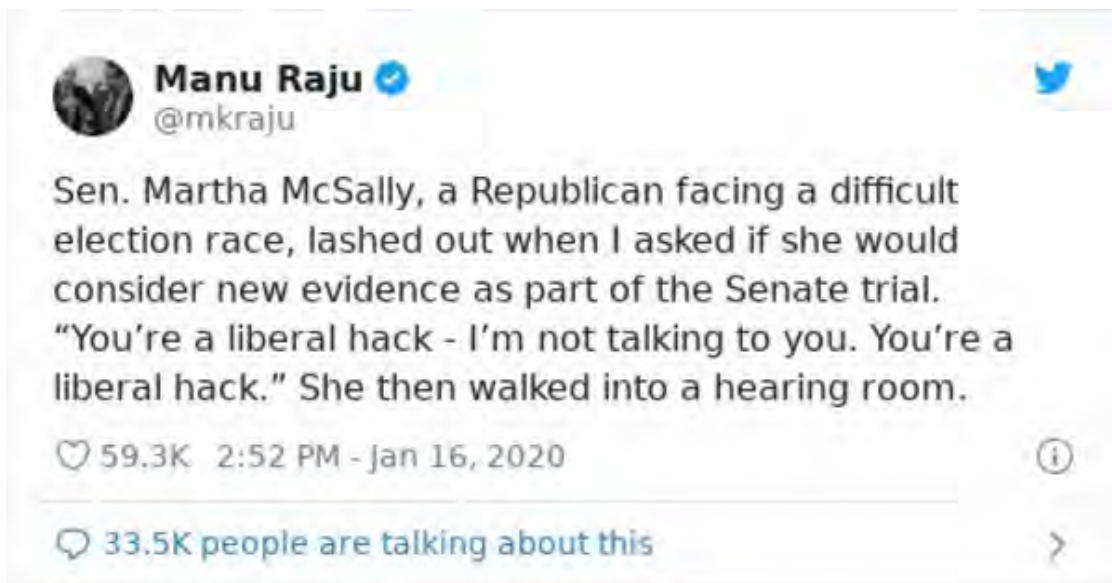 Manu Raju
@mkraju
Sen. Martha McSally, a Republican facing a difficult
election race, lashed out when I asked if she would
consider new evidence as part of the Senate trial.
“You’re a liberal hack - I’m not talking to you. You’re a
liberal hack.” She then walked into a hearing room.
59.3K 2:52 PM - Jan 16, 2020
33.5K people are talking about this